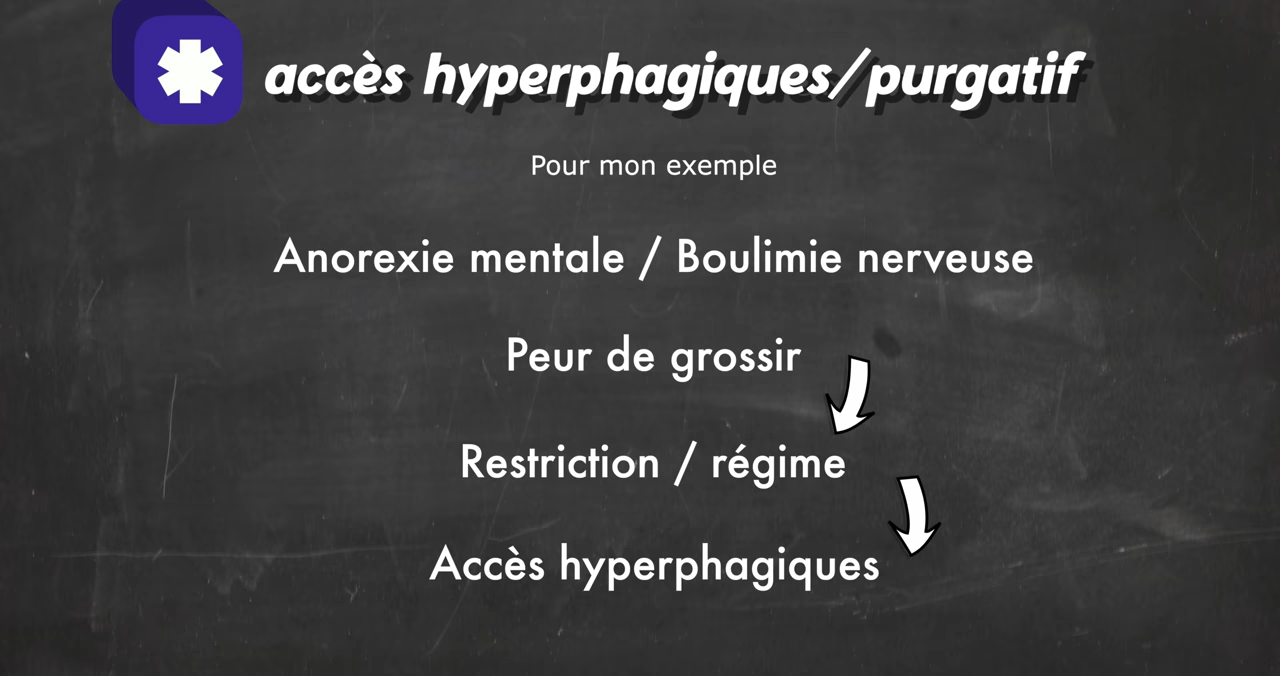 accès hyperphagiques/purgatif
Pour mon exemple
Anorexie mentale / Boulimie nerveuse
Peur de grossir
Restriction / régime
Accès hyperphagiques